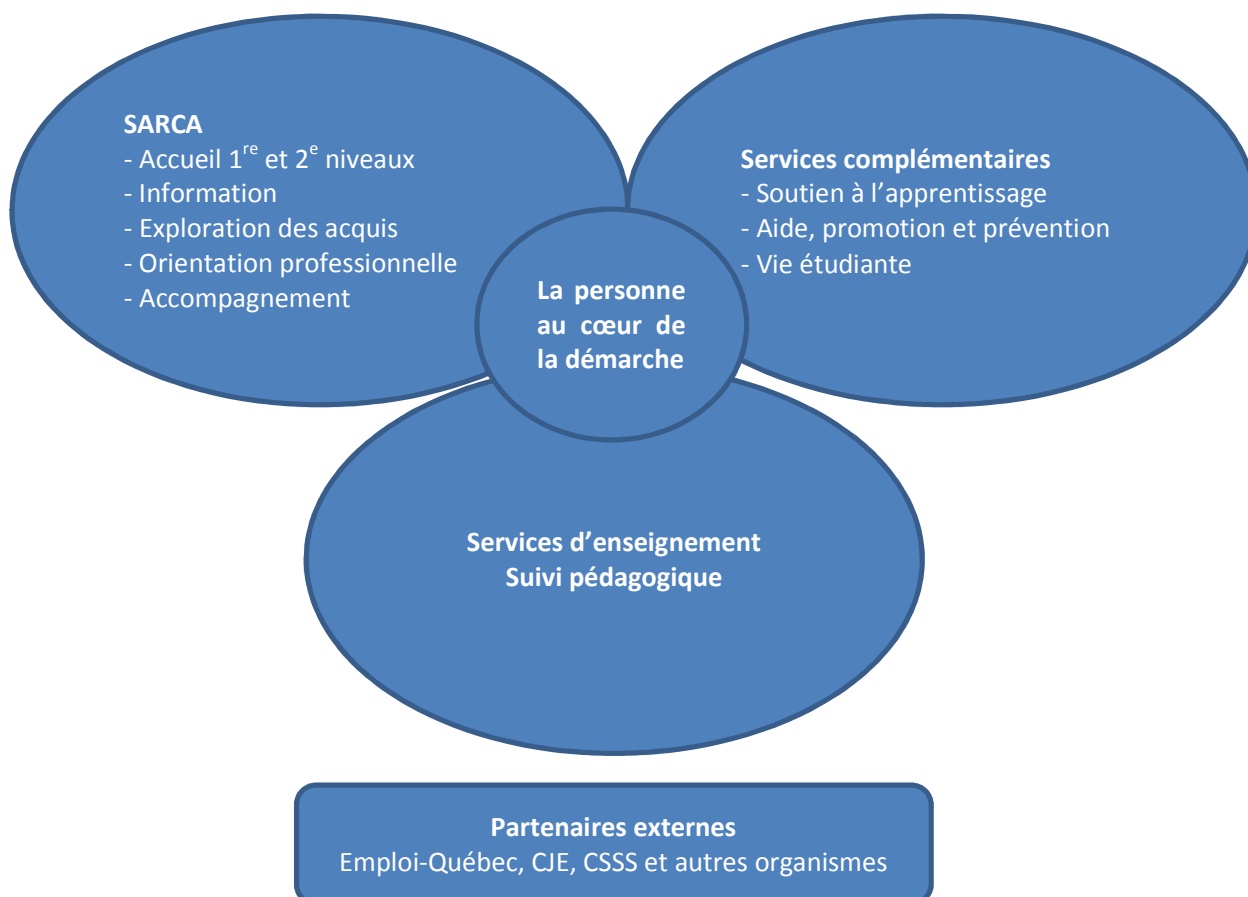 SARCA
- Accueil 1re et 2e niveaux
- Information
- Exploration des acquis
- Orientation professionnelle
- Accompagnement
Services complémentaires
- Soutien à l’apprentissage
- Aide, promotion et prévention
- Vie étudiante
La personne
au cœur de
la démarche
Services d’enseignement
Suivi pédagogique
Partenaires externes
Emploi-Québec, CJE, CSSS et autres organismes